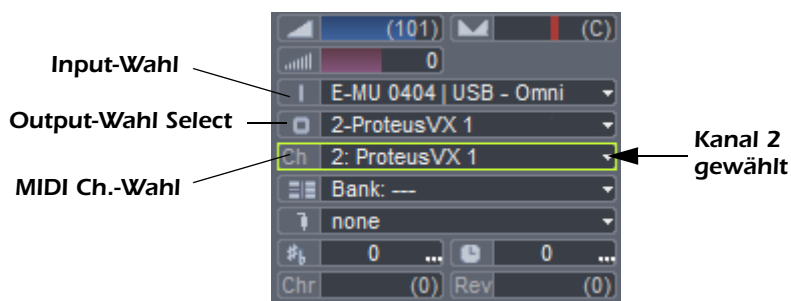 (101) (C)
0
Input-Wahl
E-MU 0404 | USB - Omni
Output-Wahl Select
2-ProteusVX 1
Ch 2: ProteusVX 1
Kanal 2
gewählt
MIDI Ch.-Wahl
Bank: ---
none
0 ... 0 ...
Chr (0) Rev (0)